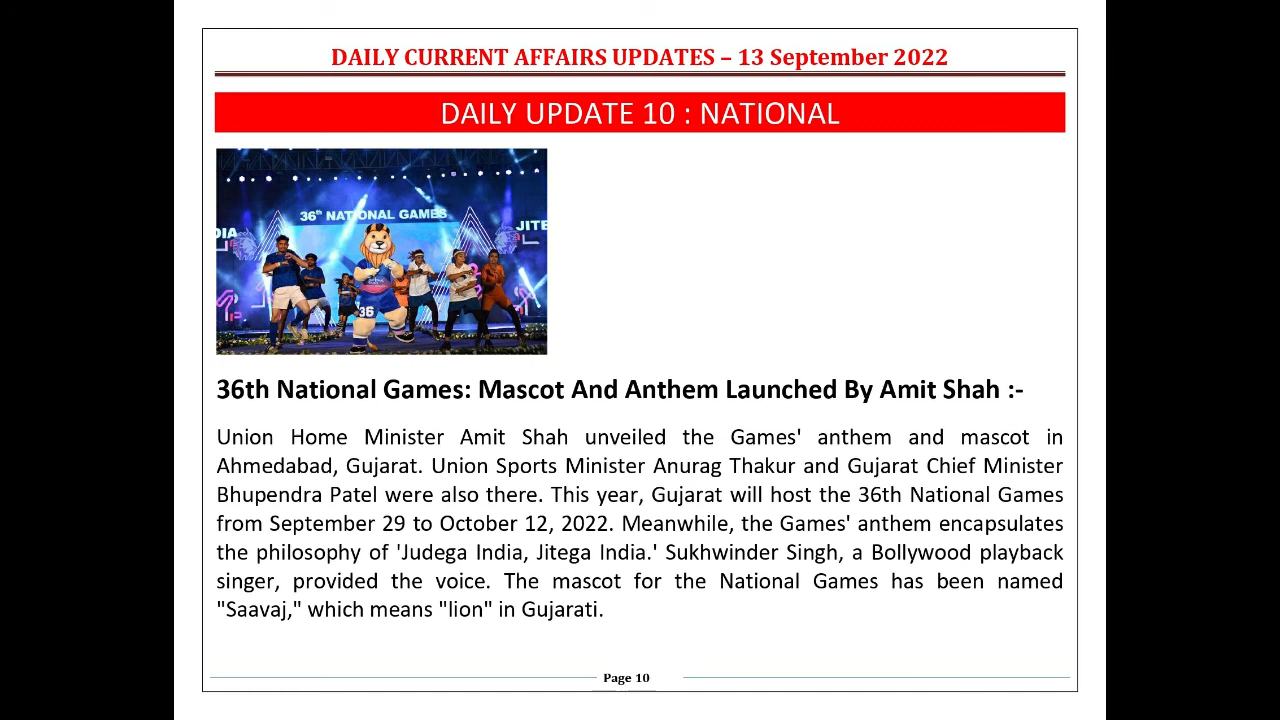 DAILY CURRENT AFFAIRS UPDATES – 13 September 2022
DAILY UPDATE 10 : NATIONAL
36th NATIONAL GAMES
DIA
JITE
36
36th National Games: Mascot And Anthem Launched By Amit Shah :-
Union Home Minister Amit Shah unveiled the Games' anthem and mascot in
Ahmedabad, Gujarat. Union Sports Minister Anurag Thakur and Gujarat Chief Minister
Bhupendra Patel were also there. This year, Gujarat will host the 36th National Games
from September 29 to October 12, 2022. Meanwhile, the Games' anthem encapsulates
the philosophy of 'Judega India, Jitega India.' Sukhwinder Singh, a Bollywood playback
singer, provided the voice. The mascot for the National Games has been named
"Saavaj," which means "lion" in Gujarati.
Page 10